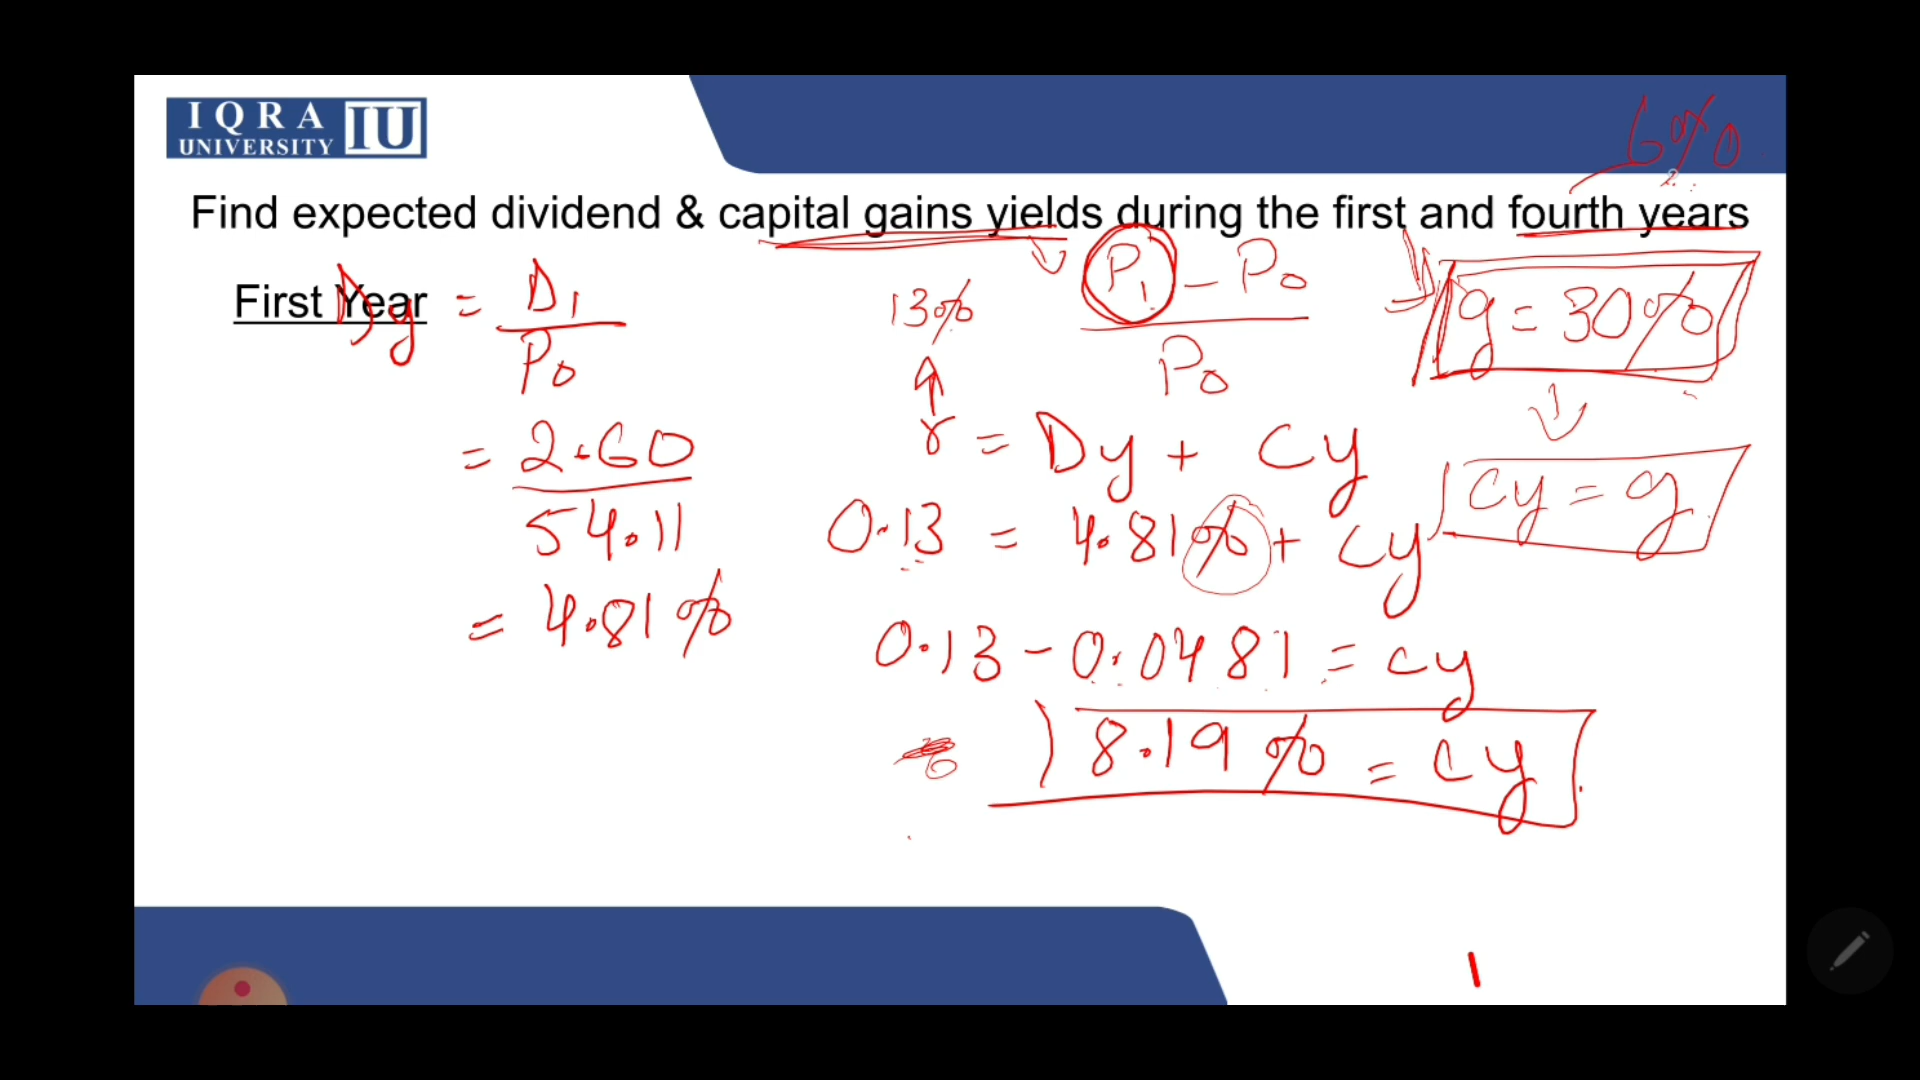 IQRA
UNIVERSITY IU
6%
Find expected dividend & capital gains yields during the first and fourth years
First Year
Dy = D1 / P0
= 2.60 / 54.11
= 4.81%
13%
P1 - P0 / P0
g = 30%
r = Dy + Cy
Cy = g
0.13 = 4.81% + Cy
0.13 - 0.0481 = Cy
8.19% = Cy